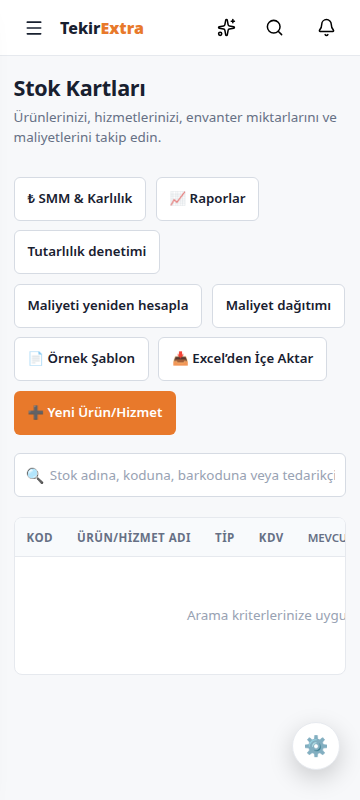 TekirExtra
Stok Kartları
Ürünlerinizi, hizmetlerinizi, envanter miktarlarını ve
maliyetlerini takip edin.
₺ SMM & Karlılık
📈 Raporlar
Tutarlılık denetimi
Maliyeti yeniden hesapla
Maliyet dağıtımı
📄 Örnek Şablon
📥 Excel'den İçe Aktar
➕ Yeni Ürün/Hizmet
🔍 Stok adına, koduna, barkoduna veya tedarikçi
KOD ÜRÜN/HİZMET ADI TİP KDV MEVCU
Arama kriterlerinize uygu